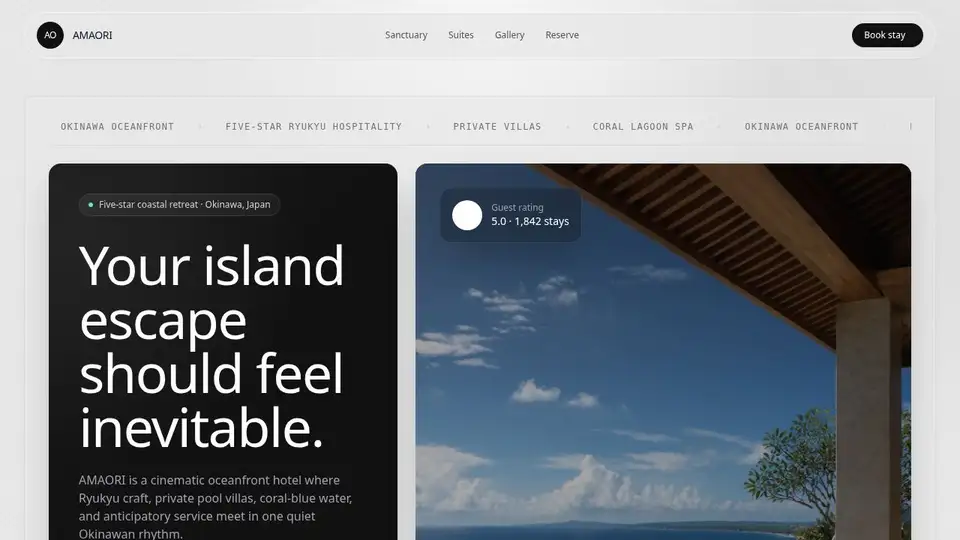 AO AMAORI Sanctuary Suites Gallery Reserve Book stay
OKINAWA OCEANFRONT FIVE-STAR RYUKYU HOSPITALITY PRIVATE VILLAS CORAL LAGOON SPA OKINAWA OCEANFRONT
Five-star coastal retreat · Okinawa, Japan
Your island
escape
should feel
inevitable.
AMAORI is a cinematic oceanfront hotel where
Ryukyu craft, private pool villas, coral-blue water,
and anticipatory service meet in one quiet
Okinawan rhythm.
Guest rating
5.0 · 1,842 stays